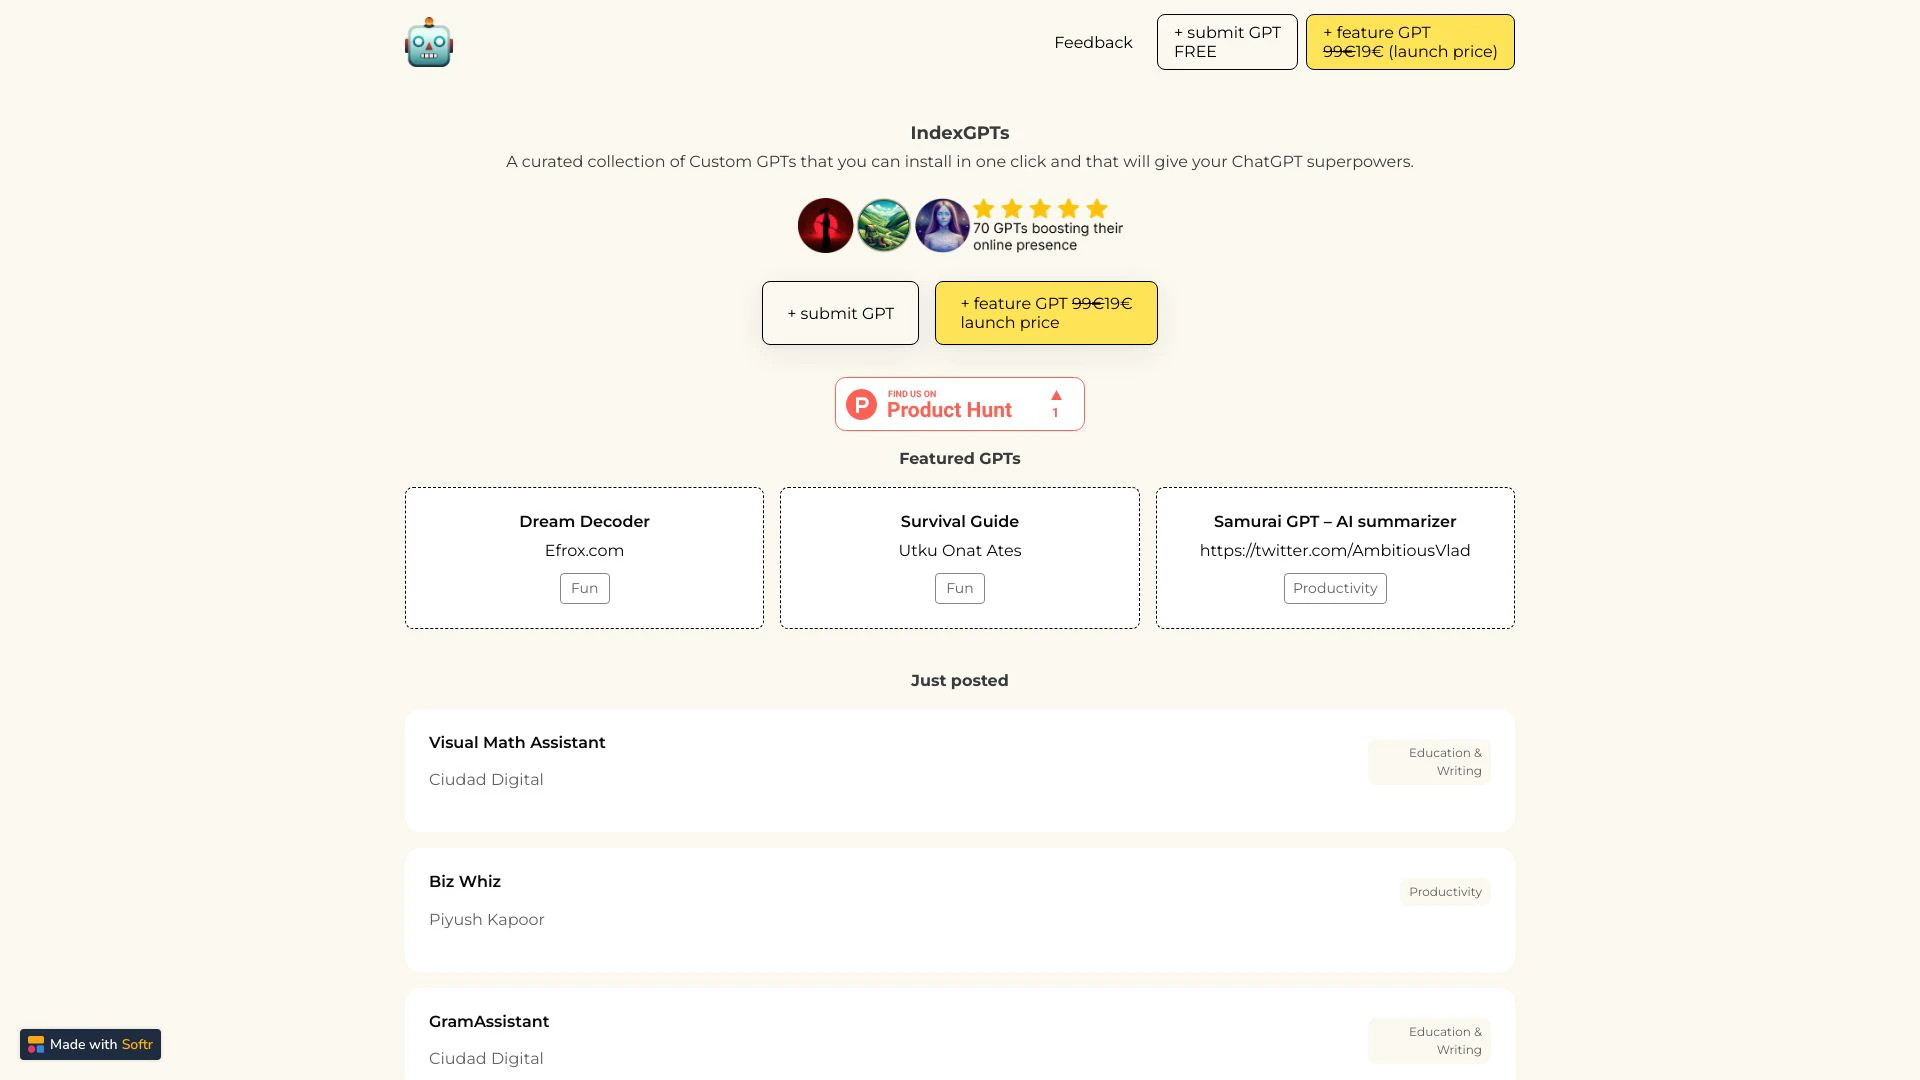 Feedback
+ submit GPT
FREE
+ feature GPT
99€19€ (launch price)
IndexGPTs
A curated collection of Custom GPTs that you can install in one click and that will give your ChatGPT superpowers.
70 GPTs boosting their
online presence
+ submit GPT
+ feature GPT 99€19€
launch price
FIND US ON
Product Hunt
1
Featured GPTs
Dream Decoder
Efrox.com
Fun
Survival Guide
Utku Onat Ates
Fun
Samurai GPT – AI summarizer
https://twitter.com/AmbitiousVlad
Productivity
Just posted
Visual Math Assistant
Ciudad Digital
Education &
Writing
Biz Whiz
Piyush Kapoor
Productivity
GramAssistant
Ciudad Digital
Education &
Writing
Made with Softr